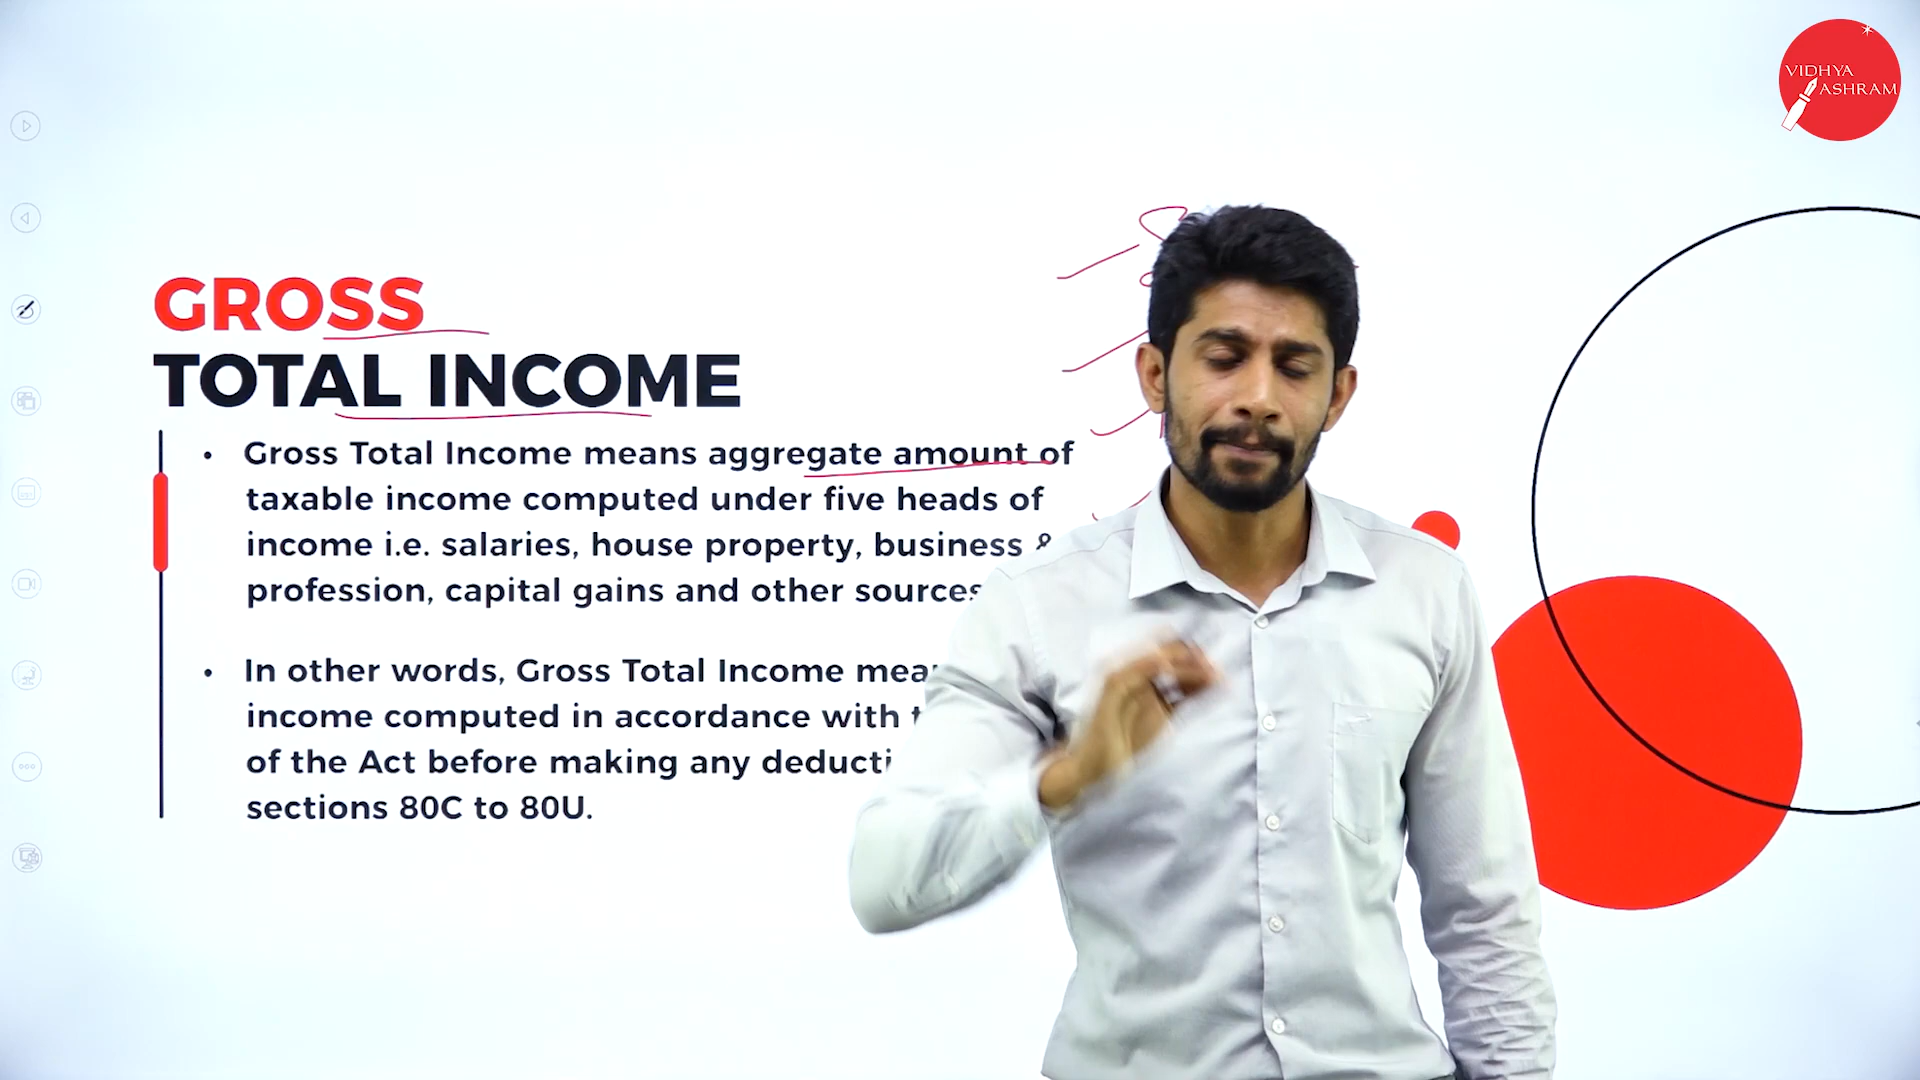 VIDHYA
ASHRAM
GROSS
TOTAL INCOME
• Gross Total Income means aggregate amount of
taxable income computed under five heads of
income i.e. salaries, house property, business &
profession, capital gains and other sources
• In other words, Gross Total Income
income computed in accordance with
of the Act before making any
sections 80C to 80U.